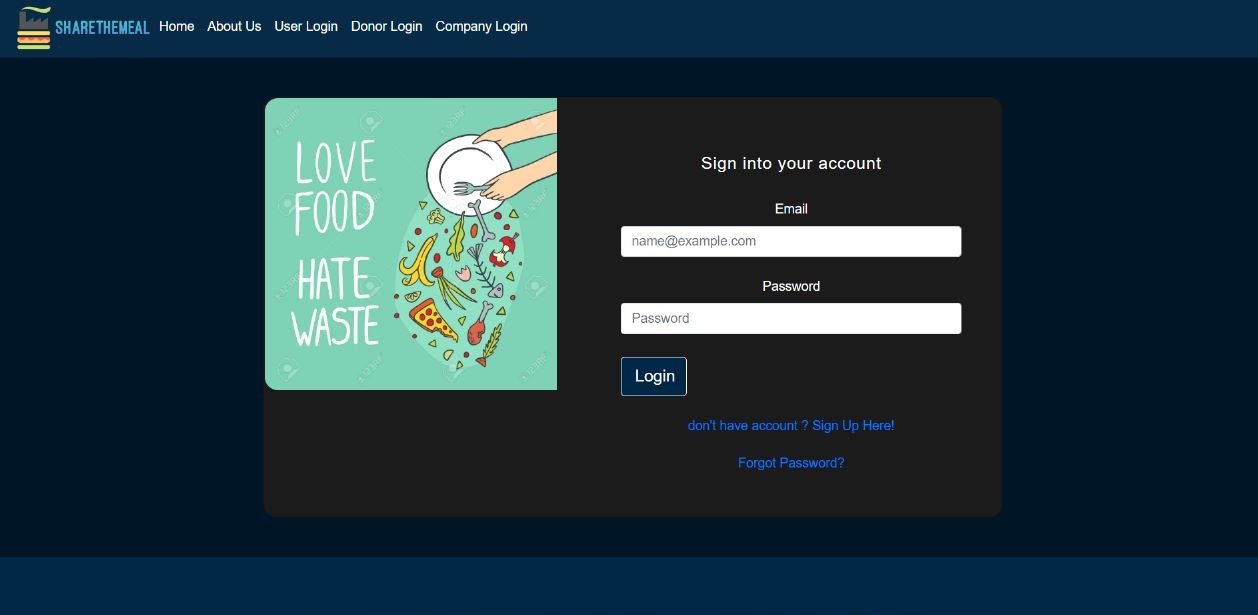 SHARETHEMEAL Home About Us User Login Donor Login Company Login
LOVE
FOOD
HATE
WASTE
123RF
Sign into your account
Email
name@example.com
Password
Password
Login
don't have account ? Sign Up Here!
Forgot Password?